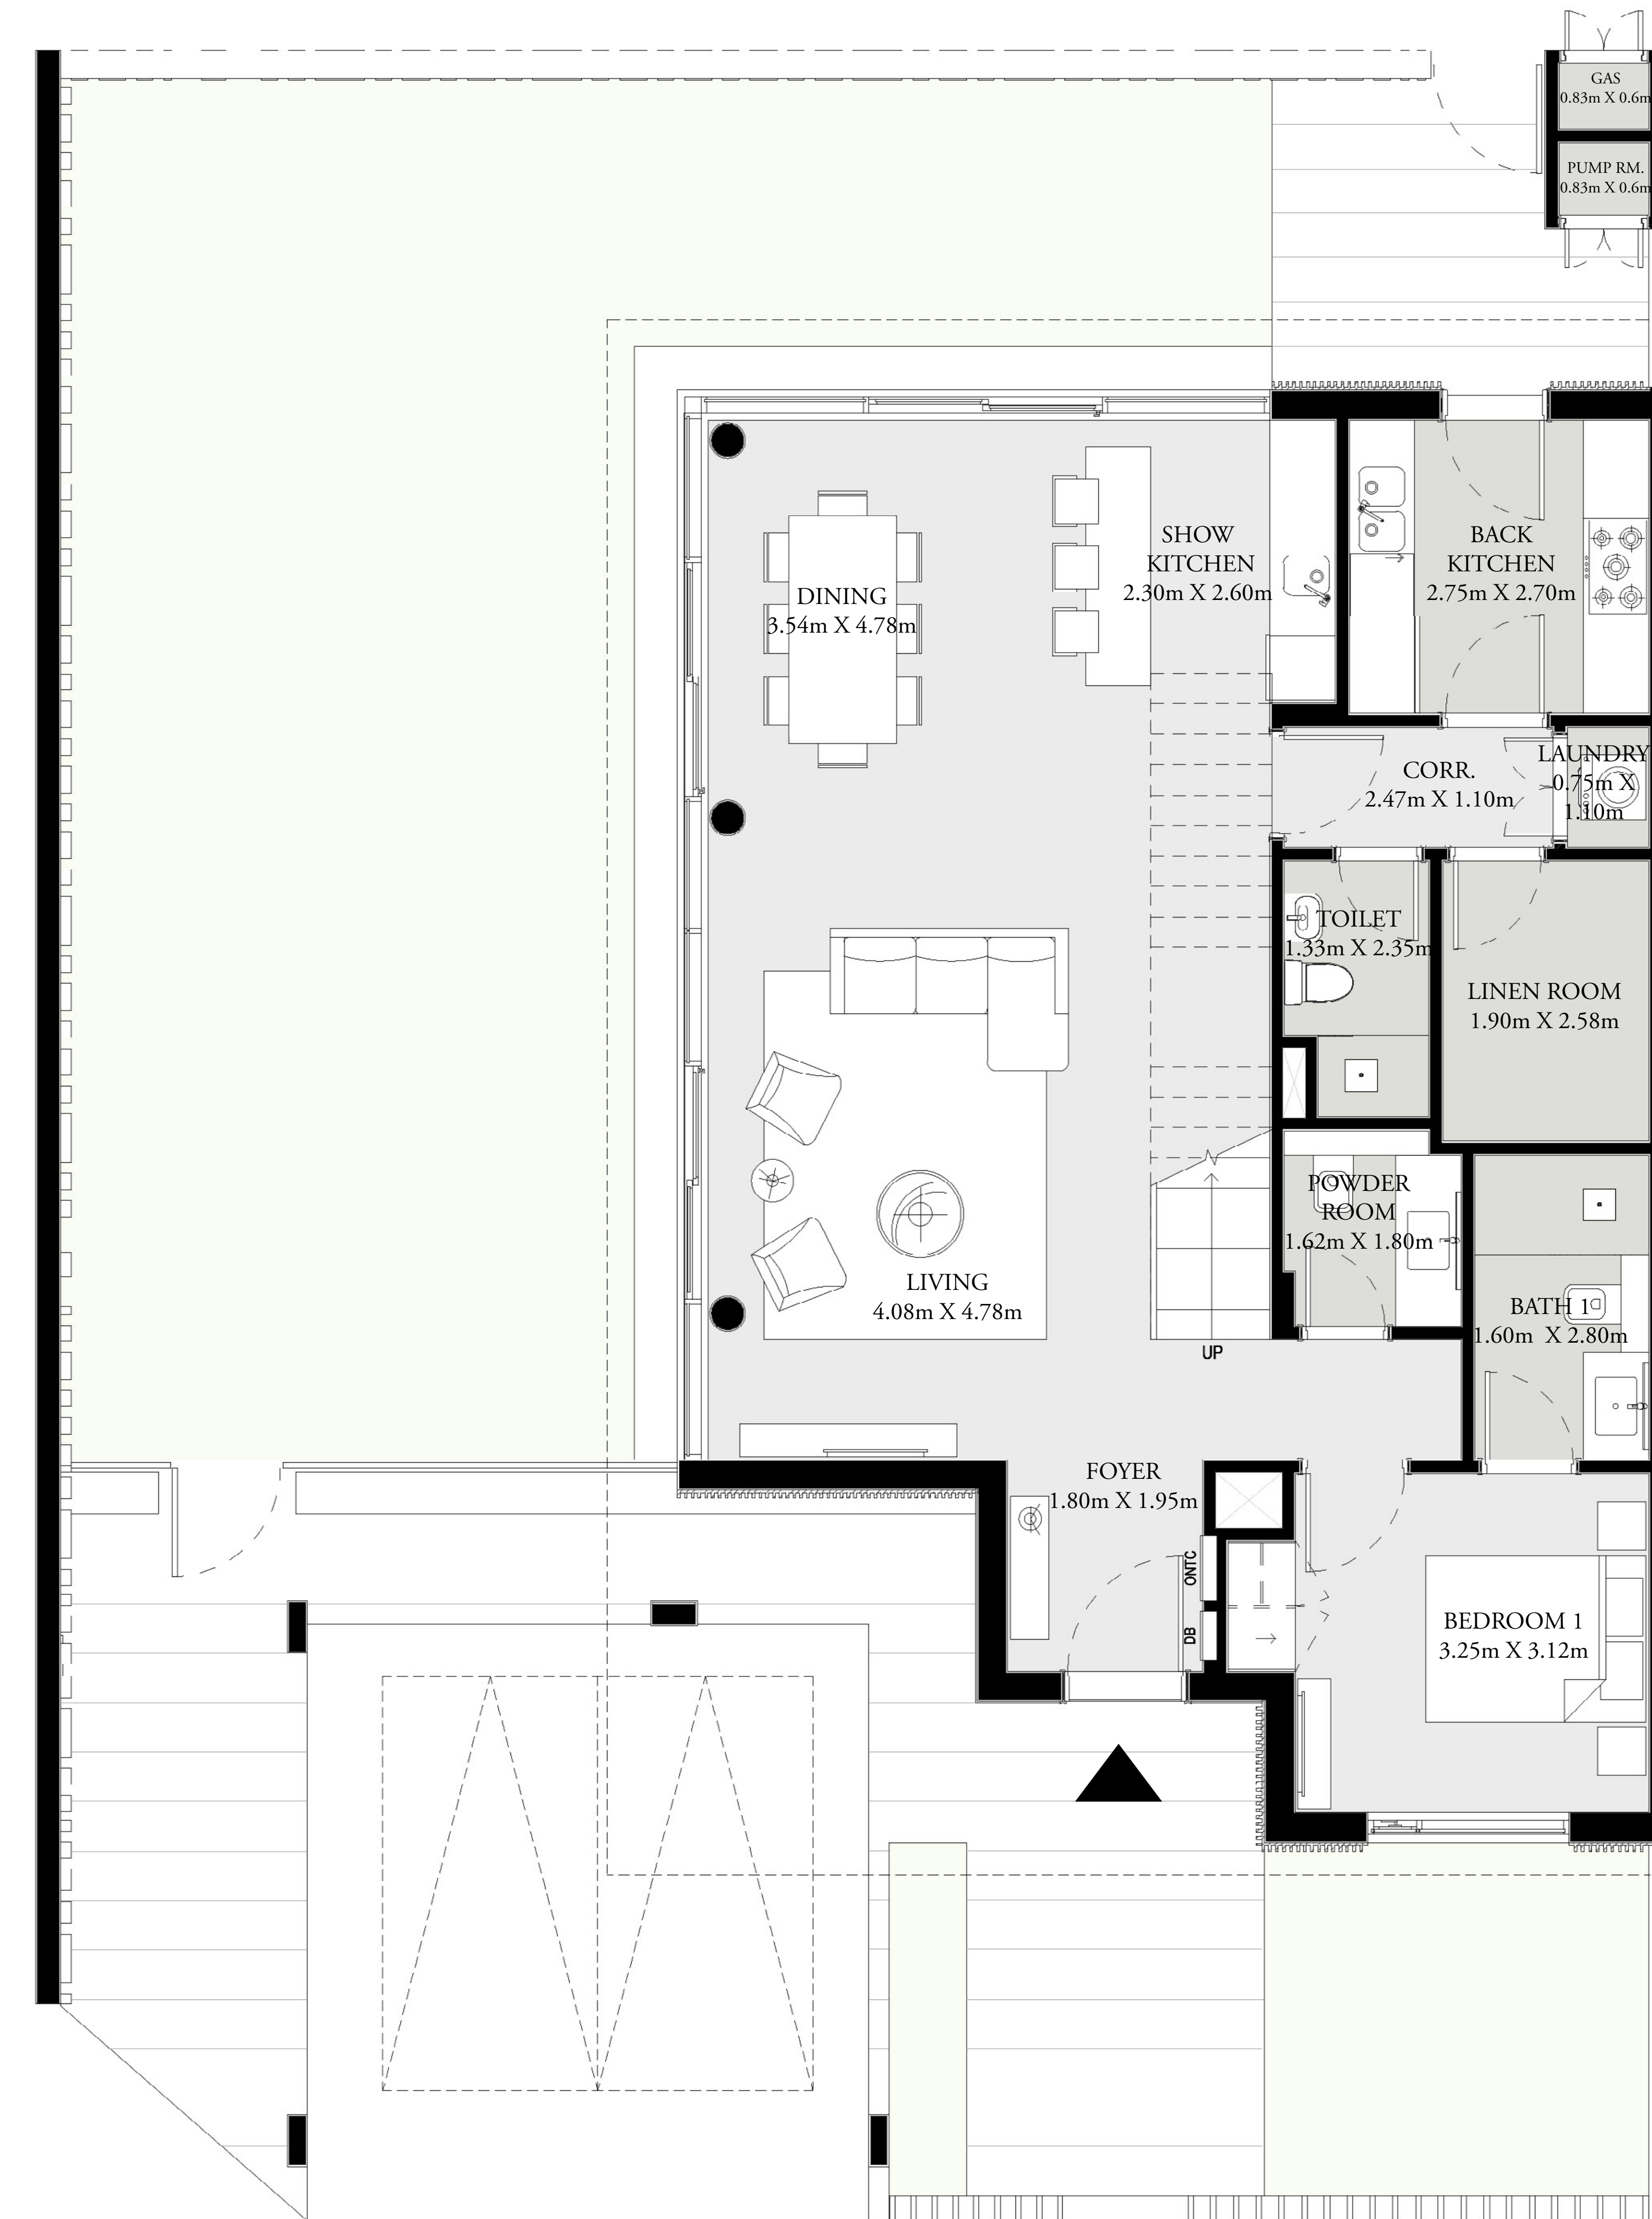 GAS
0.83m X 0.6m
PUMP RM.
0.83m X 0.6m
SHOW
KITCHEN
2.30m X 2.60m
BACK
KITCHEN
2.75m X 2.70m
DINING
3.54m X 4.78m
CORR.
2.47m X 1.10m
LAUNDRY
0.75m X
1.10m
TOILET
1.33m X 2.35m
LINEN ROOM
1.90m X 2.58m
POWDER
ROOM
1.62m X 1.80m
LIVING
4.08m X 4.78m
BATH 1
1.60m X 2.80m
UP
FOYER
1.80m X 1.95m
ONTC
DB
BEDROOM 1
3.25m X 3.12m